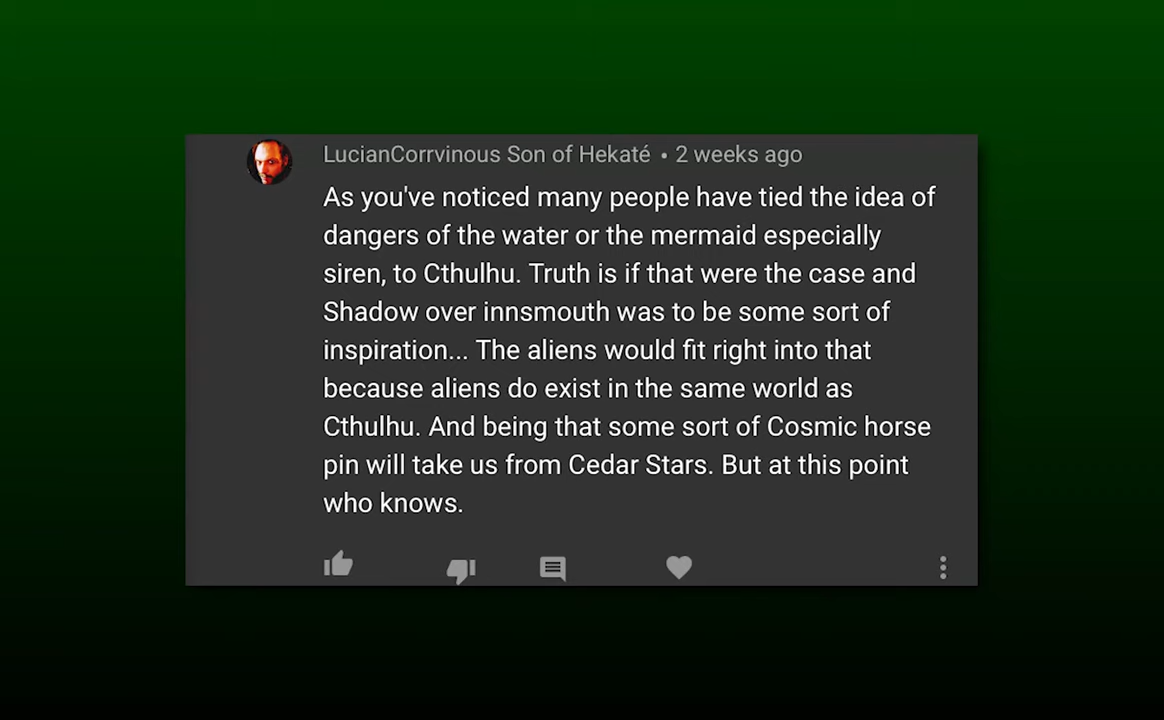 LucianCorrvinous Son of Hekaté • 2 weeks ago
As you've noticed many people have tied the idea of
dangers of the water or the mermaid especially
siren, to Cthulhu. Truth is if that were the case and
Shadow over innsmouth was to be some sort of
inspiration... The aliens would fit right into that
because aliens do exist in the same world as
Cthulhu. And being that some sort of Cosmic horse
pin will take us from Cedar Stars. But at this point
who knows.